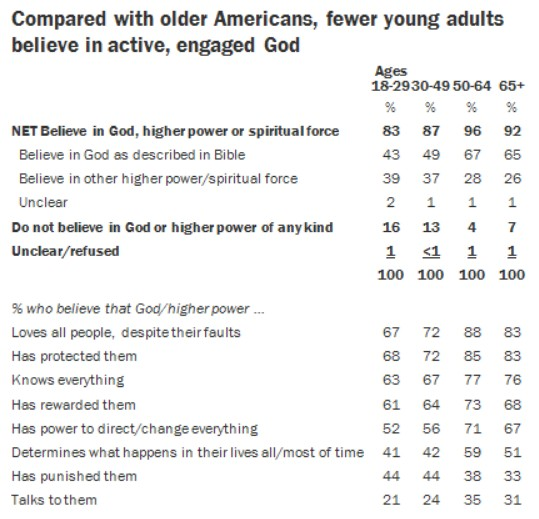 Compared with older Americans, fewer young adults
believe in active, engaged God
Ages
18-29 30-49 50-64 65+
% % % %
NET Believe in God, higher power or spiritual force 83 87 96 92
Believe in God as described in Bible 43 49 67 65
Believe in other higher power/spiritual force 39 37 28 26
Unclear 2 1 1 1
Do not believe in God or higher power of any kind 16 13 4 7
Unclear/refused 1 <1 1 1
100 100 100 100
% who believe that God/higher power ...
Loves all people, despite their faults 67 72 88 83
Has protected them 68 72 85 83
Knows everything 63 67 77 76
Has rewarded them 61 64 73 68
Has power to direct/change everything 52 56 71 67
Determines what happens in their lives all/most of time 41 42 59 51
Has punished them 44 44 38 33
Talks to them 21 24 35 31